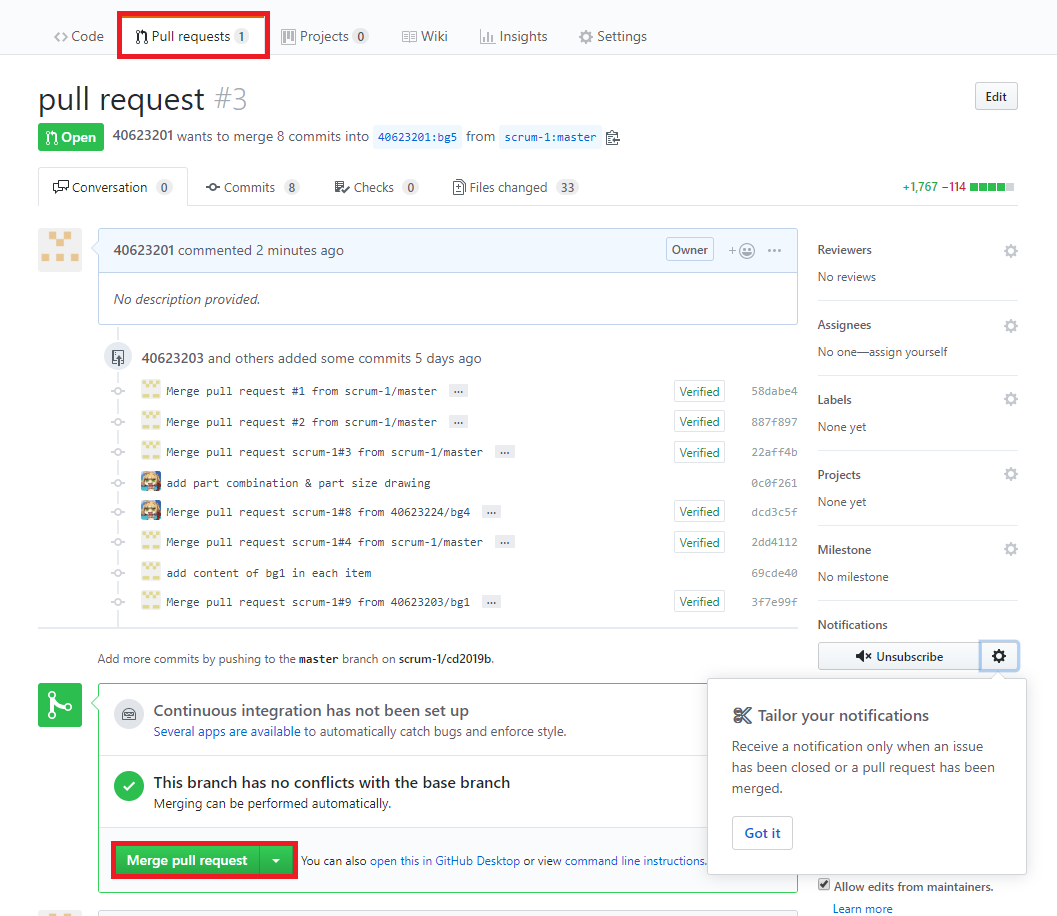 Code Pull requests 1 Projects 0 Wiki Insights Settings
pull request #3 Edit
Open 40623201 wants to merge 8 commits into 40623201:bg5 from scrum-1:master
Conversation 0 Commits 8 Checks 0 Files changed 33 +1,767 −114
40623201 commented 2 minutes ago Owner
No description provided.
40623203 and others added some commits 5 days ago
Merge pull request #1 from scrum-1/master … Verified 58dabe4
Merge pull request #2 from scrum-1/master … Verified 887f897
Merge pull request scrum-1#3 from scrum-1/master … Verified 22aff4b
add part combination & part size drawing 0c0f261
Merge pull request scrum-1#8 from 40623224/bg4 … Verified dcd3c5f
Merge pull request scrum-1#4 from scrum-1/master … Verified 2dd4112
add content of bg1 in each item 69cde40
Merge pull request scrum-1#9 from 40623203/bg1 … Verified 3f7e99f
Add more commits by pushing to the master branch on scrum-1/cd2019b.
Continuous integration has not been set up
Several apps are available to automatically catch bugs and enforce style.
This branch has no conflicts with the base branch
Merging can be performed automatically.
Merge pull request You can also open this in GitHub Desktop or view command line instructions.
Reviewers
No reviews
Assignees
No one—assign yourself
Labels
None yet
Projects
None yet
Milestone
No milestone
Notifications
Unsubscribe
Tailor your notifications
Receive a notification only when an issue
has been closed or a pull request has been
merged.
Got it
Allow edits from maintainers.
Learn more